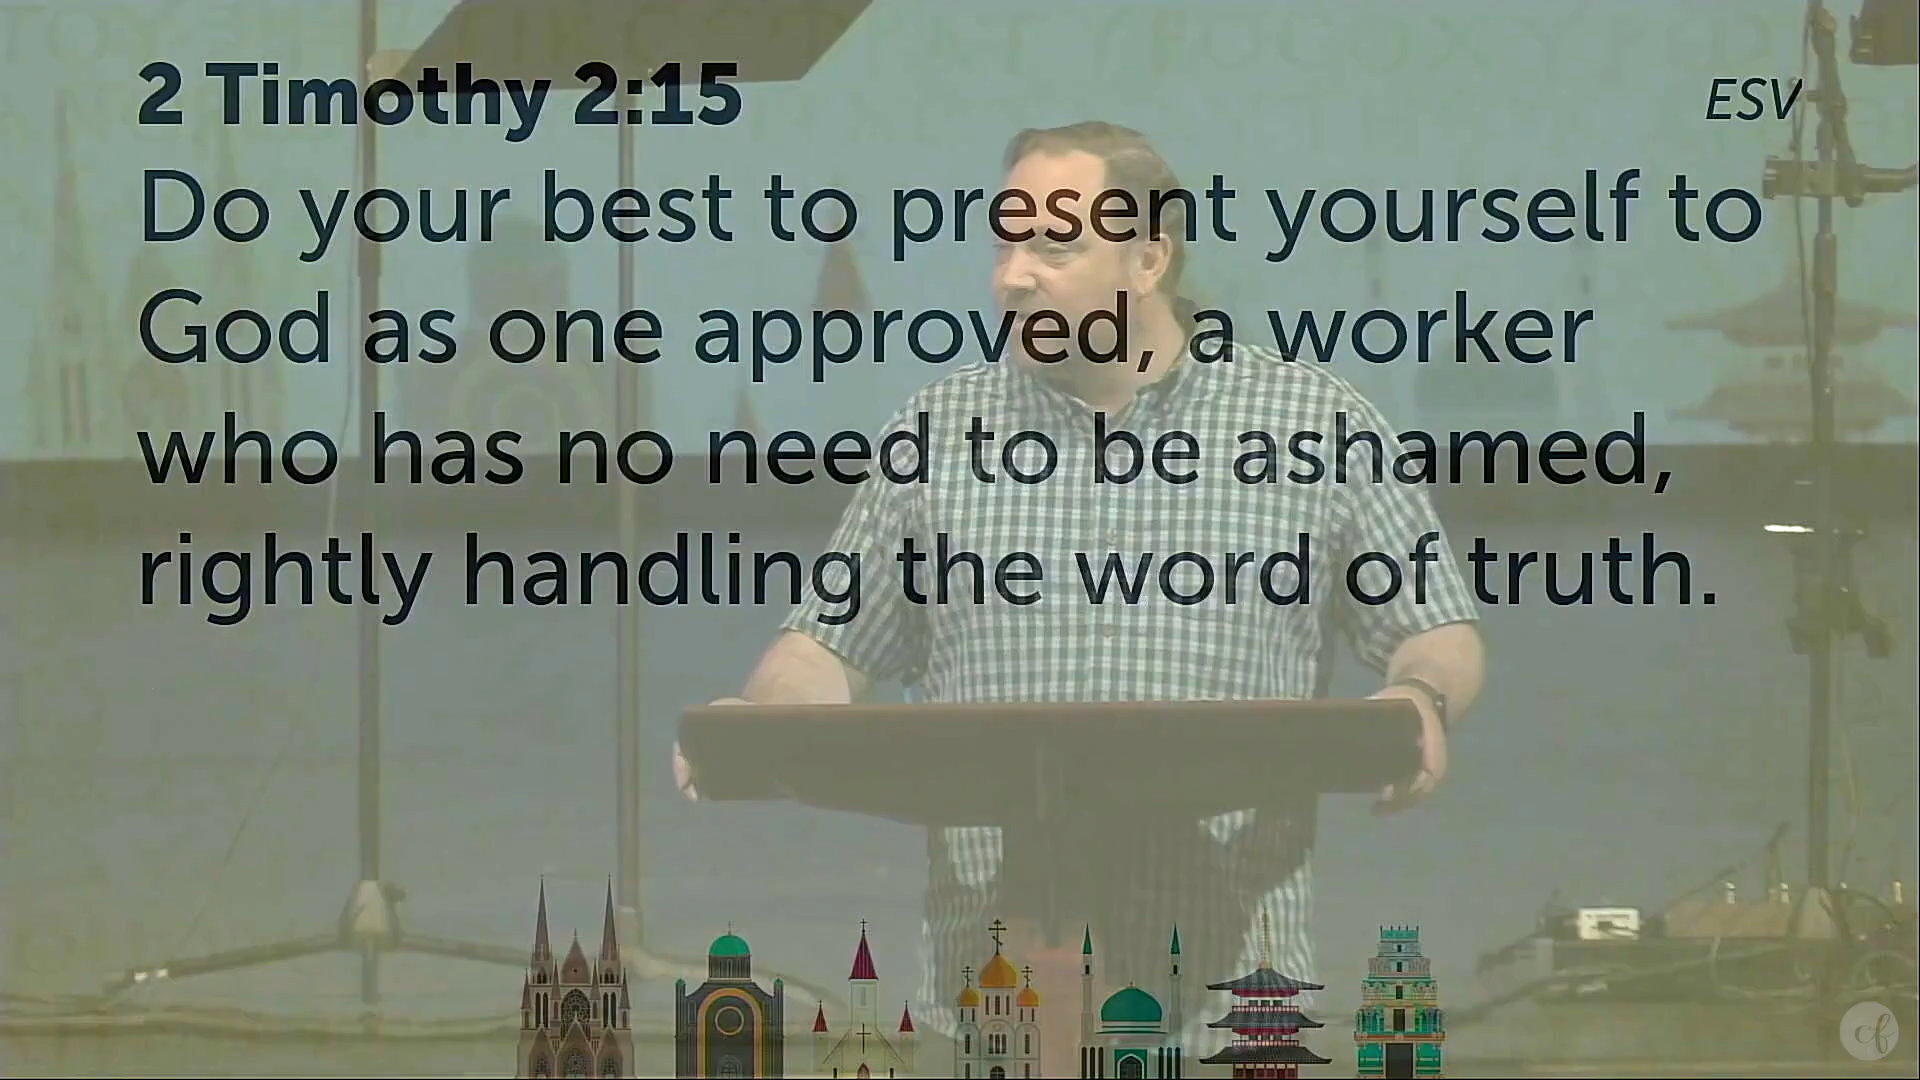 2 Timothy 2:15 ESV
Do your best to present yourself to
God as one approved, a worker
who has no need to be ashamed,
rightly handling the word of truth.
cf